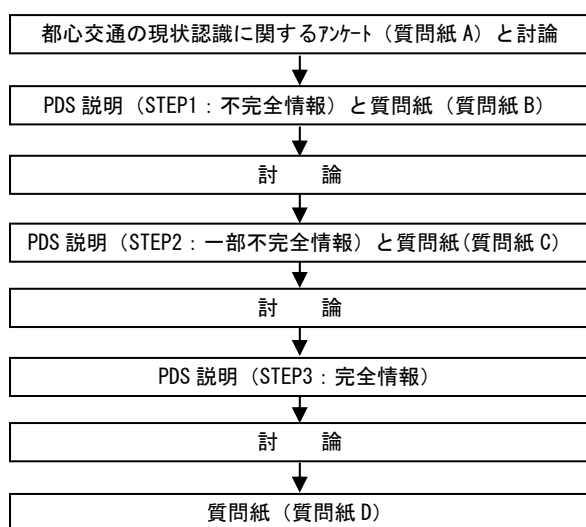 都心交通の現状認識に関するｱﾝｹｰﾄ（質問紙 A）と討論
PDS 説明（STEP1：不完全情報）と質問紙（質問紙 B）
討　　論
PDS 説明（STEP2：一部不完全情報）と質問紙(質問紙 C)
討　　論
PDS 説明（STEP3：完全情報）
討　　論
質問紙（質問紙 D）